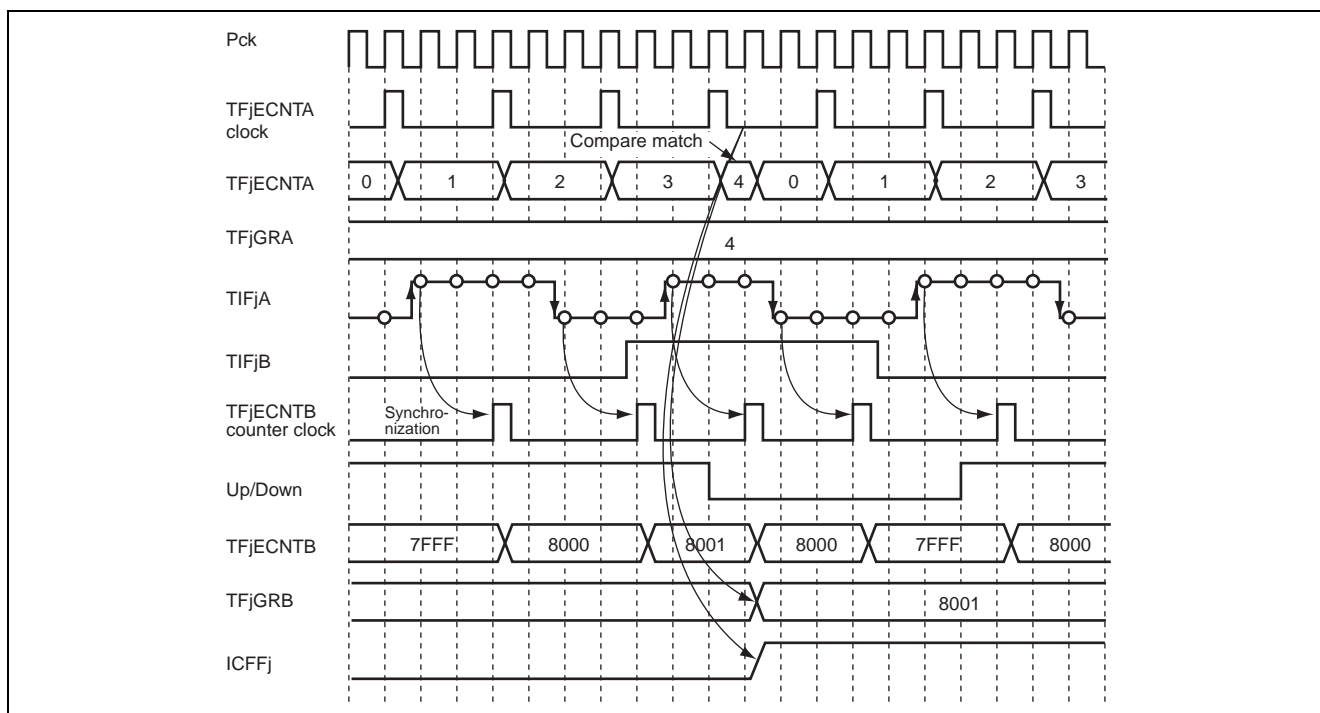 Pck
TFjECNTA
clock
Compare match
TFjECNTA
0 1 2 3 4 0 1 2 3
TFjGRA
4
TIFjA
TIFjB
TFjECNTB
counter clock
Synchro-
nization
Up/Down
TFjECNTB
7FFF 8000 8001 8000 7FFF 8000
TFjGRB
8001
ICFFj